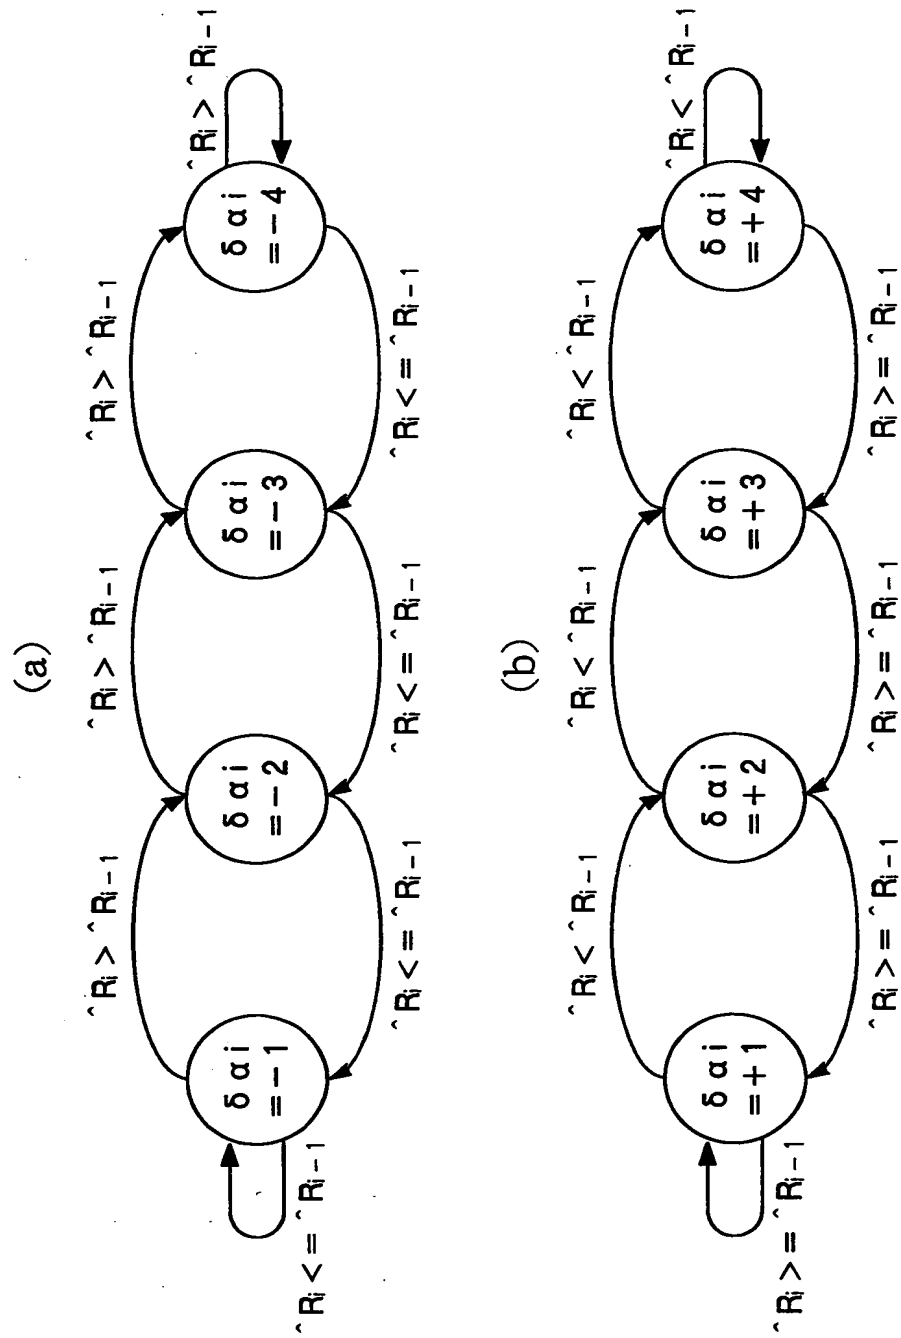 (a)
^Ri > ^Ri-1
^Ri > ^Ri-1
^Ri > ^Ri-1
^Ri > ^Ri-1
δαi
=-1
δαi
=-2
δαi
=-3
δαi
=-4
^Ri <= ^Ri-1
^Ri <= ^Ri-1
^Ri <= ^Ri-1
^Ri <= ^Ri-1
(b)
^Ri < ^Ri-1
^Ri < ^Ri-1
^Ri < ^Ri-1
^Ri < ^Ri-1
δαi
=+1
δαi
=+2
δαi
=+3
δαi
=+4
^Ri >= ^Ri-1
^Ri >= ^Ri-1
^Ri >= ^Ri-1
^Ri >= ^Ri-1